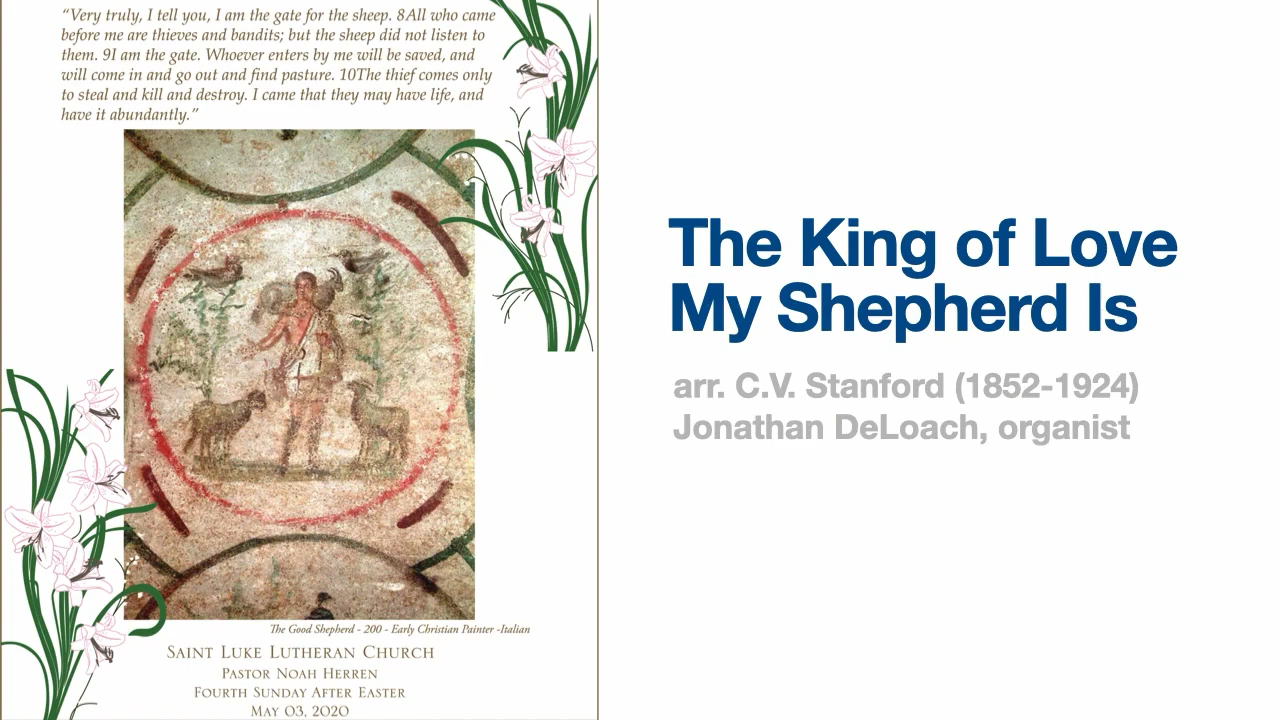 “Very truly, I tell you, I am the gate for the sheep. 8All who came
before me are thieves and bandits; but the sheep did not listen to
them. 9I am the gate. Whoever enters by me will be saved, and
will come in and go out and find pasture. 10The thief comes only
to steal and kill and destroy. I came that they may have life, and
have it abundantly.”
The Good Shepherd - 200 - Early Christian Painter -Italian
Saint Luke Lutheran Church
Pastor Noah Herren
Fourth Sunday After Easter
May 03, 2020
The King of Love
My Shepherd Is
arr. C.V. Stanford (1852-1924)
Jonathan DeLoach, organist